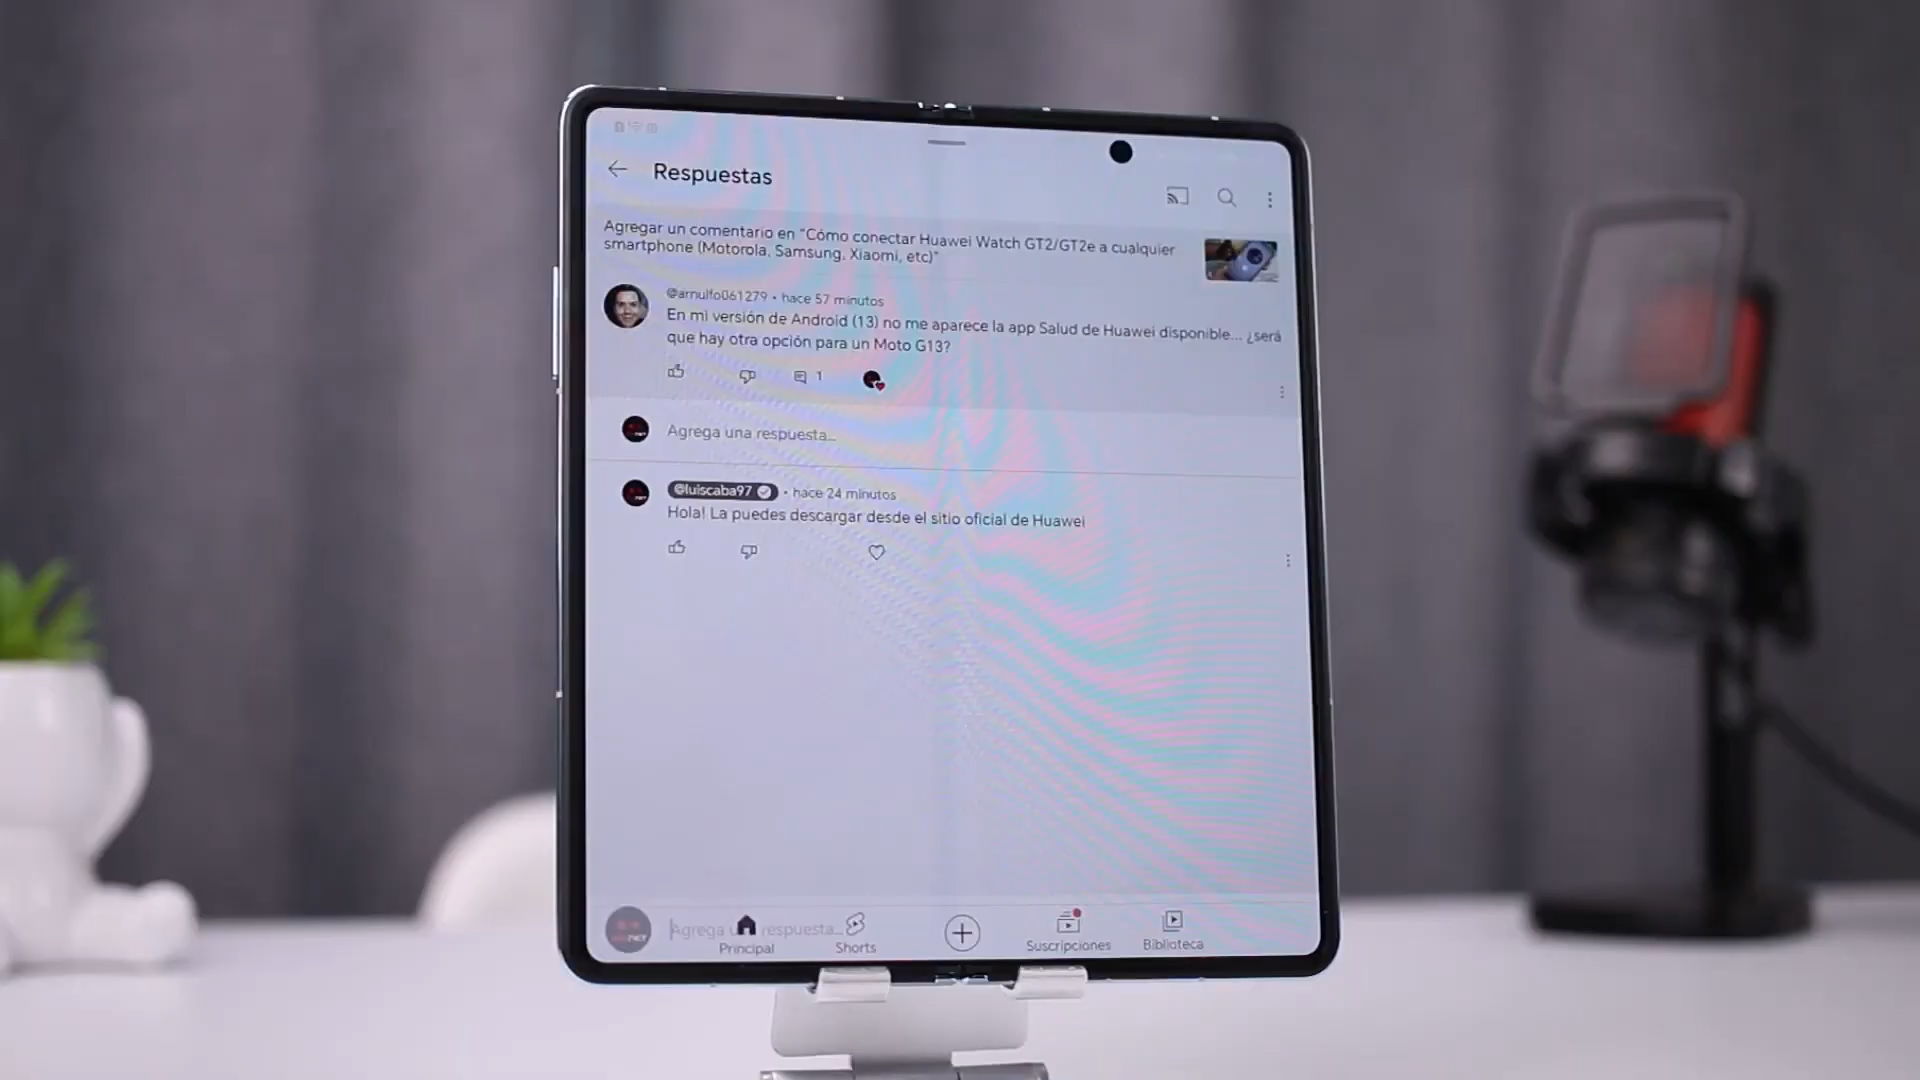 Respuestas
Agregar un comentario en "Cómo conectar Huawei Watch GT2/GT2e a cualquier
smartphone (Motorola, Samsung, Xiaomi, etc)"
@arnulfo061279 • hace 57 minutos
En mi versión de Android (13) no me aparece la app Salud de Huawei disponible... ¿será
que hay otra opción para un Moto G13?
1
Agrega una respuesta...
@luiscaba97 • hace 24 minutos
Hola! La puedes descargar desde el sitio oficial de Huawei
Agrega respuesta...
Principal
Shorts
Suscripciones
Biblioteca